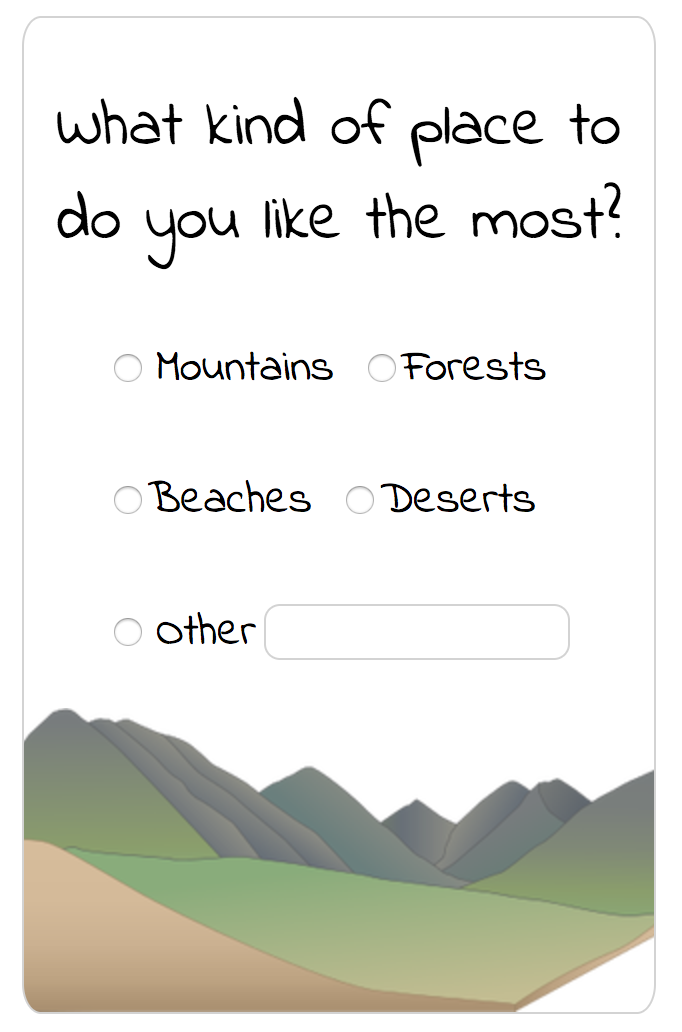 What kind of place to
do you like the most?
Mountains Forests
Beaches Deserts
other